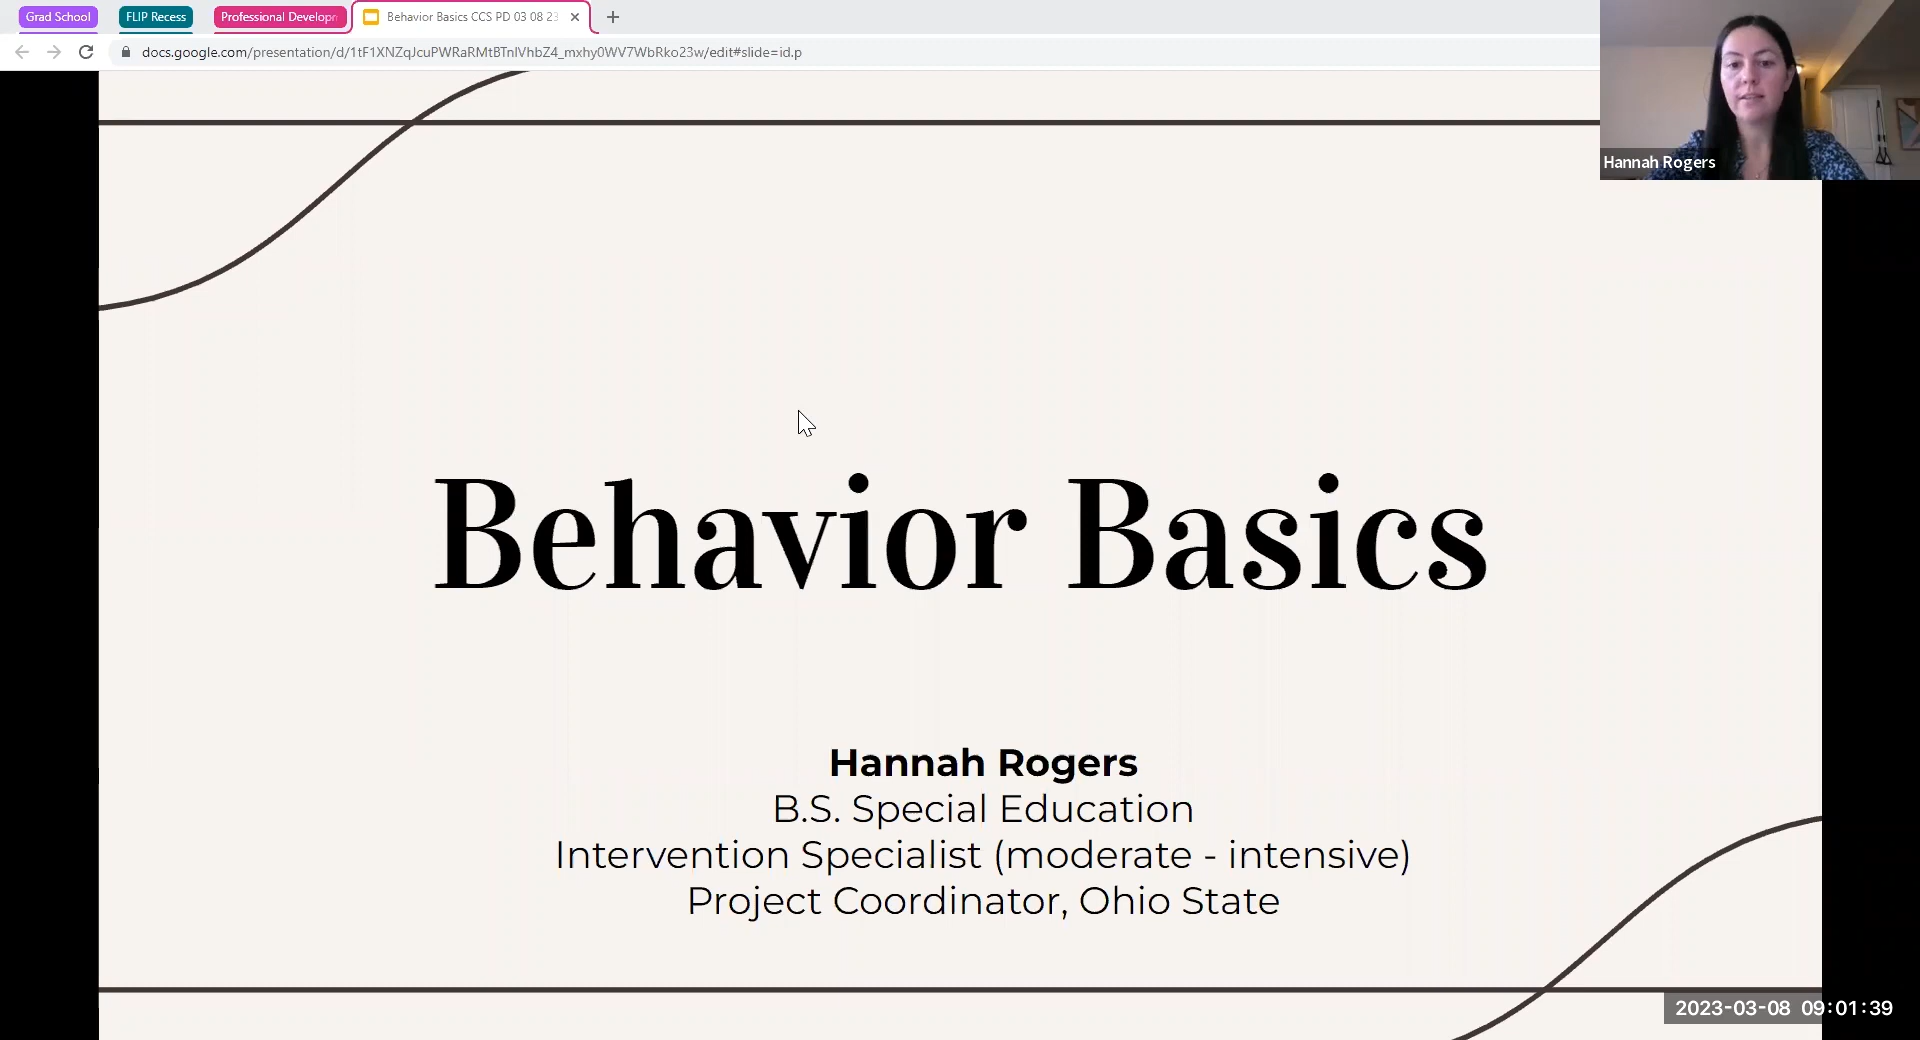 Grad School
FLIP Recess
Professional Developm
Behavior Basics CCS PD 03 08 23
docs.google.com/presentation/d/1tF1XNZqJcuPWRaRMtBTnlVhbZ4_mxhy0WV7WbRko23w/edit#slide=id.p
Hannah Rogers
Behavior Basics
Hannah Rogers
B.S. Special Education
Intervention Specialist (moderate - intensive)
Project Coordinator, Ohio State
2023-03-08 09:01:39